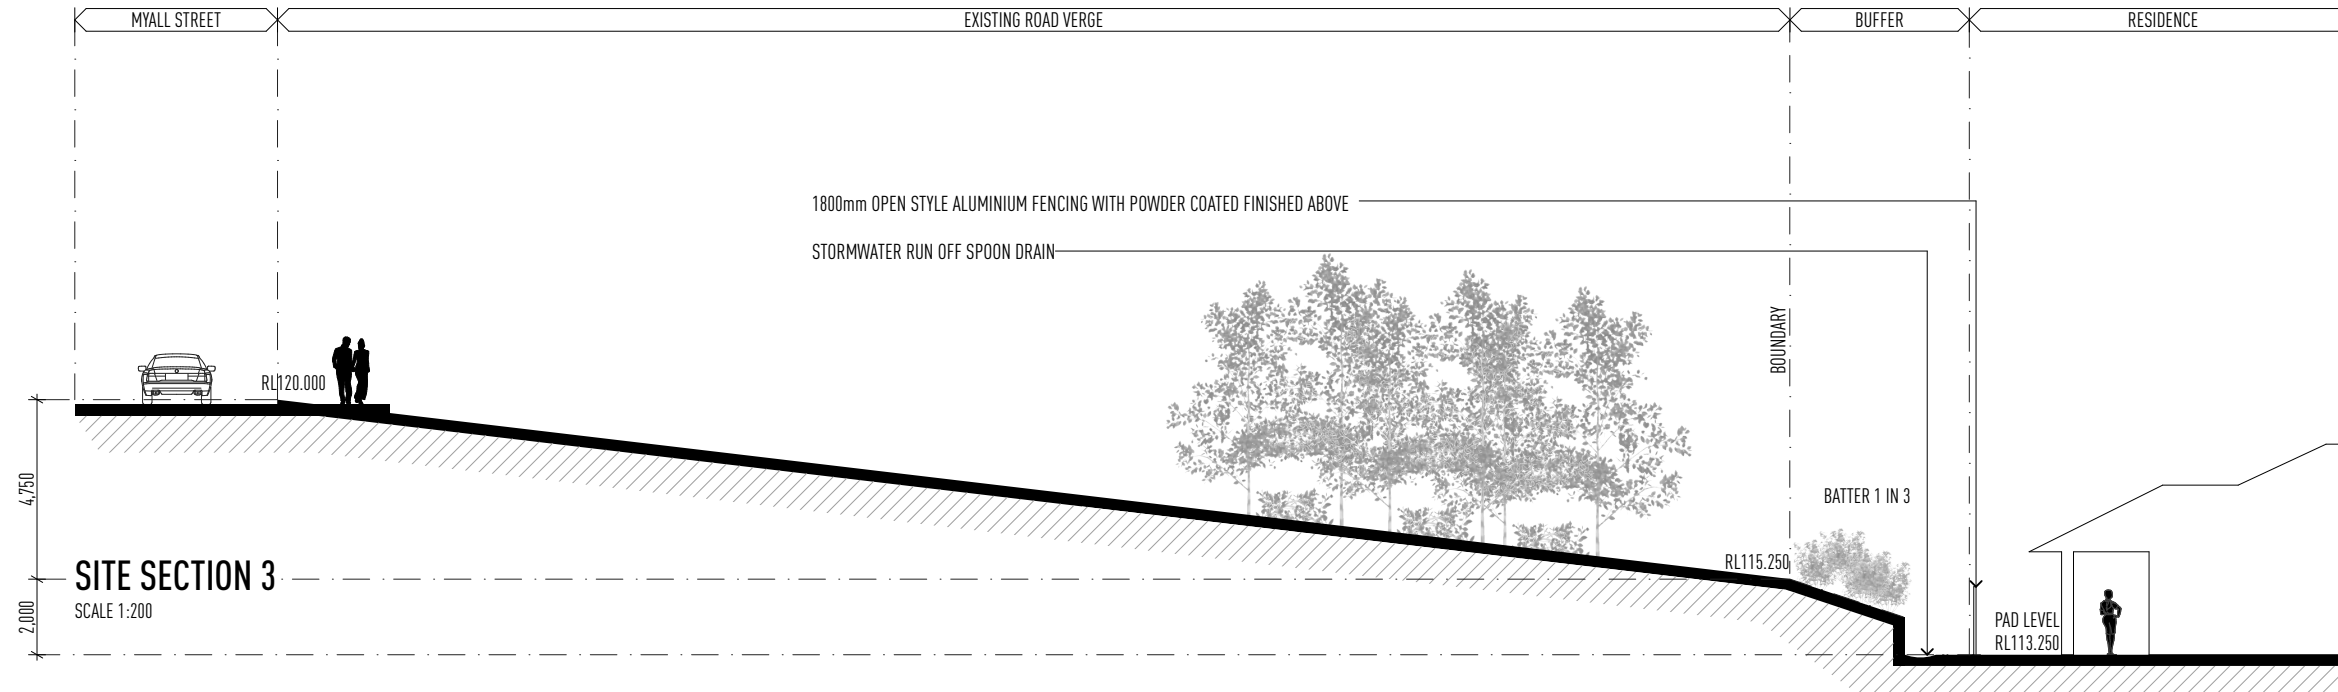 MYALL STREET
EXISTING ROAD VERGE
BUFFER
RESIDENCE
1800mm OPEN STYLE ALUMINIUM FENCING WITH POWDER COATED FINISHED ABOVE
STORMWATER RUN OFF SPOON DRAIN
BOUNDARY
RL120.000
4,750
BATTER 1 IN 3
RL115.250
SITE SECTION 3
SCALE 1:200
2,000
PAD LEVEL
RL113.250